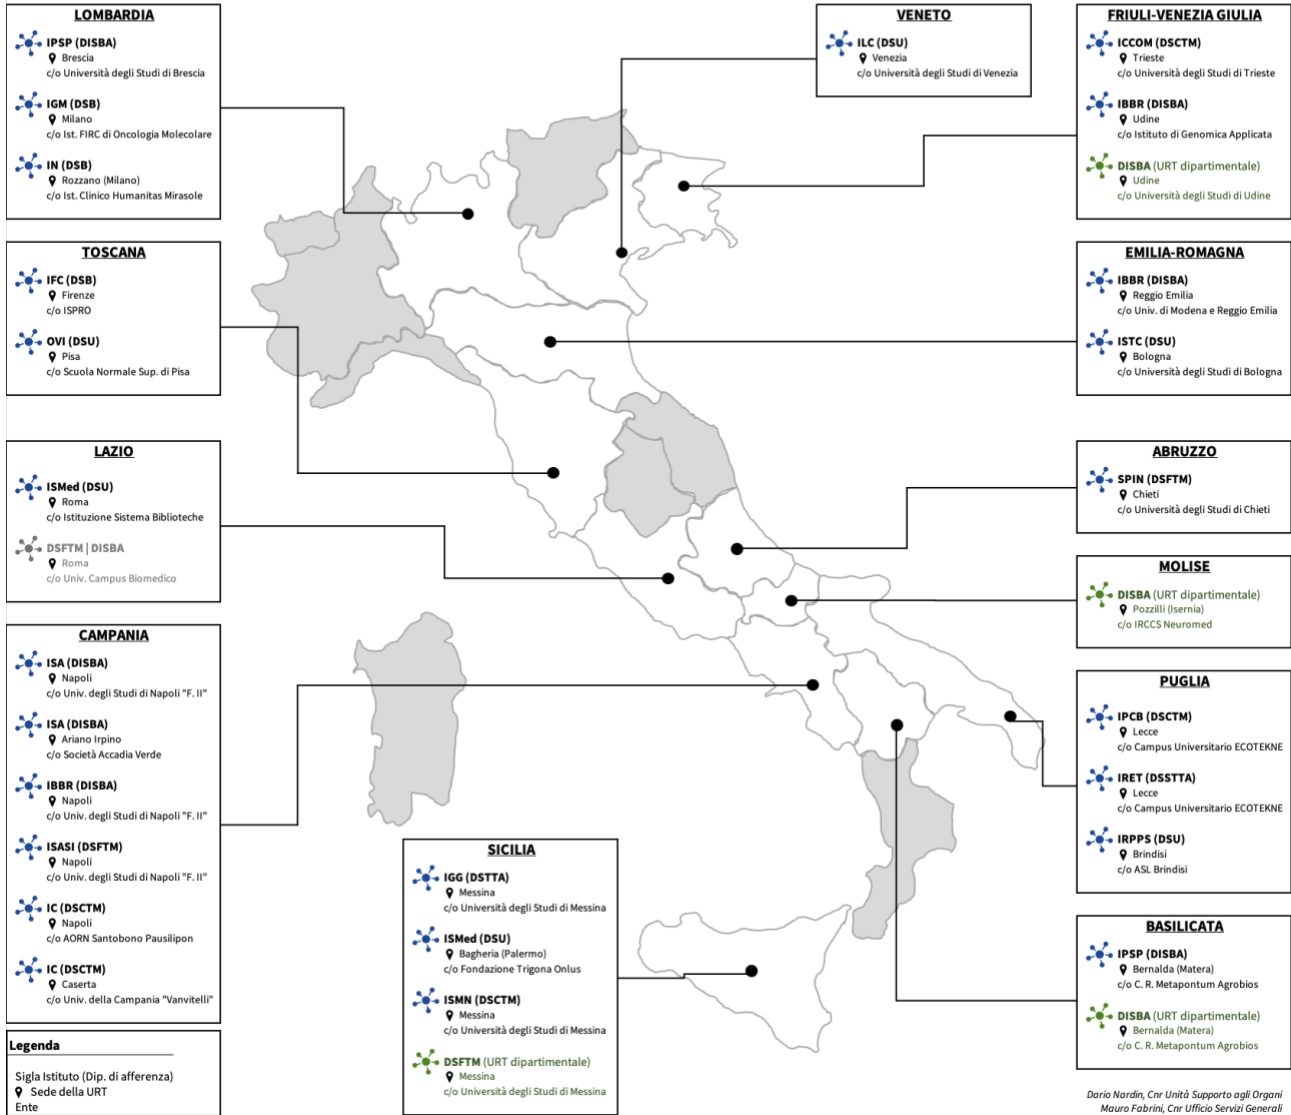 LOMBARDIA
IPSP (DISBA)
Brescia
c/o Università degli Studi di Brescia
IGM (DSB)
Milano
c/o Ist. FIRC di Oncologia Molecolare
IN (DSB)
Rozzano (Milano)
c/o Ist. Clinico Humanitas Mirasole
VENETO
ILC (DSU)
Venezia
c/o Università degli Studi di Venezia
FRIULI-VENEZIA GIULIA
ICCOM (DSCTM)
Trieste
c/o Università degli Studi di Trieste
IBBR (DISBA)
Udine
c/o Istituto di Genomica Applicata
DISBA (URT dipartimentale)
Udine
c/o Università degli Studi di Udine
TOSCANA
IFC (DSB)
Firenze
c/o ISPRO
OVI (DSU)
Pisa
c/o Scuola Normale Sup. di Pisa
EMILIA-ROMAGNA
IBBR (DISBA)
Reggio Emilia
c/o Univ. di Modena e Reggio Emilia
ISTC (DSU)
Bologna
c/o Università degli Studi di Bologna
LAZIO
ISMed (DSU)
Roma
c/o Istituzione Sistema Biblioteche
DSFTM | DISBA
Roma
c/o Univ. Campus Biomedico
ABRUZZO
SPIN (DSFTM)
Chieti
c/o Università degli Studi di Chieti
MOLISE
DISBA (URT dipartimentale)
Pozzilli (Isernia)
c/o IRCCS Neuromed
CAMPANIA
ISA (DISBA)
Napoli
c/o Univ. degli Studi di Napoli "F. II"
ISA (DISBA)
Ariano Irpino
c/o Società Accadia Verde
IBBR (DISBA)
Napoli
c/o Univ. degli Studi di Napoli "F. II"
ISASI (DSFTM)
Napoli
c/o Univ. degli Studi di Napoli "F. II"
IC (DSCTM)
Napoli
c/o AORN Santobono Pausilipon
IC (DSCTM)
Caserta
c/o Univ. della Campania "Vanvitelli"
PUGLIA
IPCB (DSCTM)
Lecce
c/o Campus Universitario ECOTEKNE
IRET (DSSTTA)
Lecce
c/o Campus Universitario ECOTEKNE
IRPPS (DSU)
Brindisi
c/o ASL Brindisi
SICILIA
IGG (DSTTA)
Messina
c/o Università degli Studi di Messina
ISMed (DSU)
Bagheria (Palermo)
c/o Fondazione Trigona Onlus
ISMN (DSCTM)
Messina
c/o Università degli Studi di Messina
DSFTM (URT dipartimentale)
Messina
c/o Università degli Studi di Messina
BASILICATA
IPSP (DISBA)
Bernalda (Matera)
c/o C. R. Metapontum Agrobios
DISBA (URT dipartimentale)
Bernalda (Matera)
c/o C. R. Metapontum Agrobios
Legenda
Sigla Istituto (Dip. di afferenza)
Sede della URT
Ente
Dario Nardin, Cnr Unità Supporto agli Organi
Mauro Fabrini, Cnr Ufficio Servizi Generali